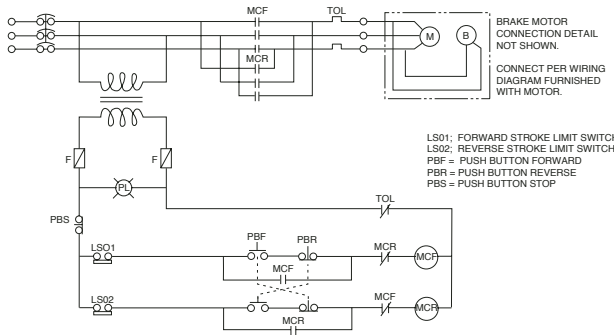 MCF
TOL
MCR
M
B
BRAKE MOTOR
CONNECTION DETAIL
NOT SHOWN.
CONNECT PER WIRING
DIAGRAM FURNISHED
WITH MOTOR.
LS01; FORWARD STROKE LIMIT SWITCH
LS02; REVERSE STROKE LIMIT SWITCH
PBF = PUSH BUTTON FORWARD
PBR = PUSH BUTTON REVERSE
PBS = PUSH BUTTON STOP
F
F
PL
TOL
PBS
LSO1
PBF
PBR
MCR
MCF
MCF
LS02
MCF
MCR
MCR